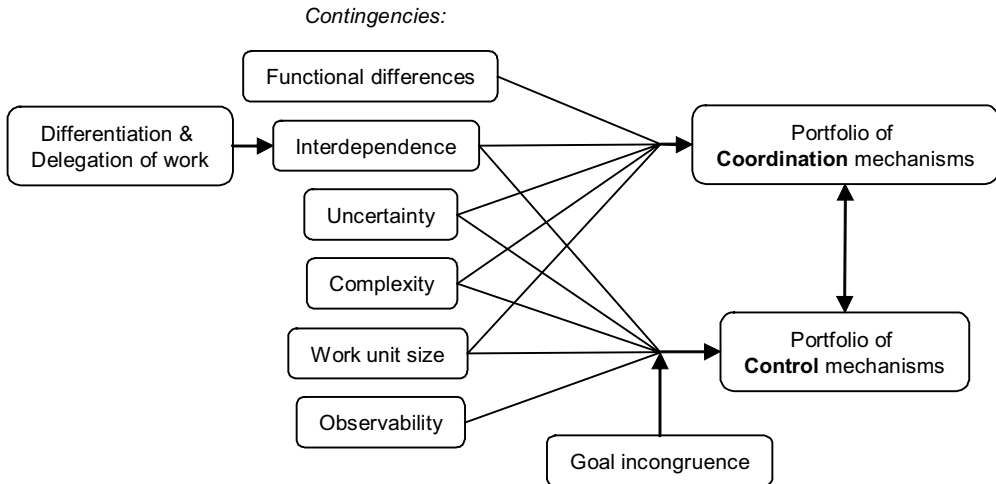 Contingencies:
Functional differences
Differentiation &
Delegation of work
Interdependence
Portfolio of
Coordination mechanisms
Uncertainty
Complexity
Work unit size
Portfolio of
Control mechanisms
Observability
Goal incongruence